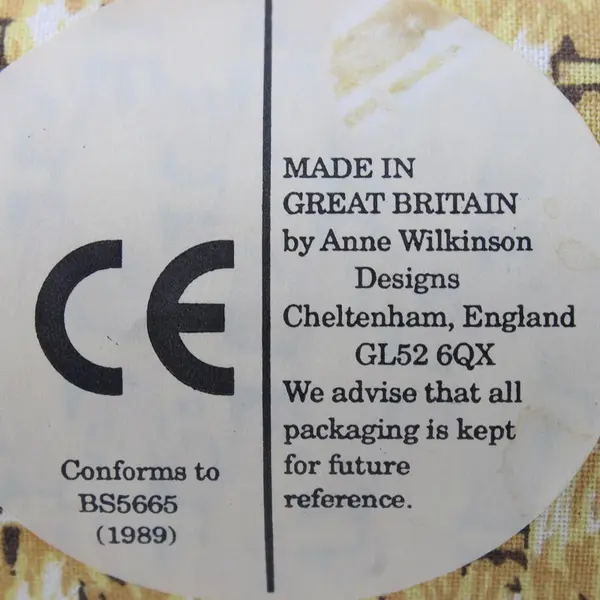 CE
Conforms to
BS5665
(1989)
MADE IN
GREAT BRITAIN
by Anne Wilkinson
Designs
Cheltenham, England
GL52 6QX
We advise that all
packaging is kept
for future
reference.